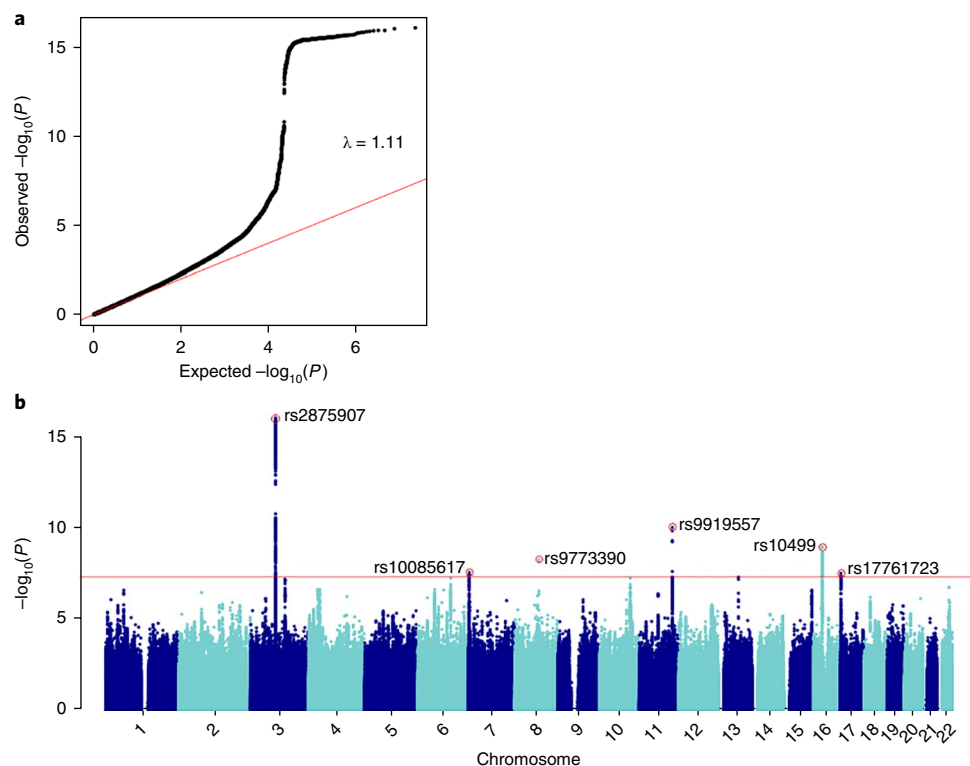 a
15
10
5
0
Observed –log10(P)
λ = 1.11
0 2 4 6
Expected –log10(P)
b
15
10
5
0
–log10(P)
rs2875907
rs9919557
rs10499
rs9773390
rs10085617
rs17761723
1 2 3 4 5 6 7 8 9 10 11 12 13 14 15 16 17 18 19 20 21 22
Chromosome